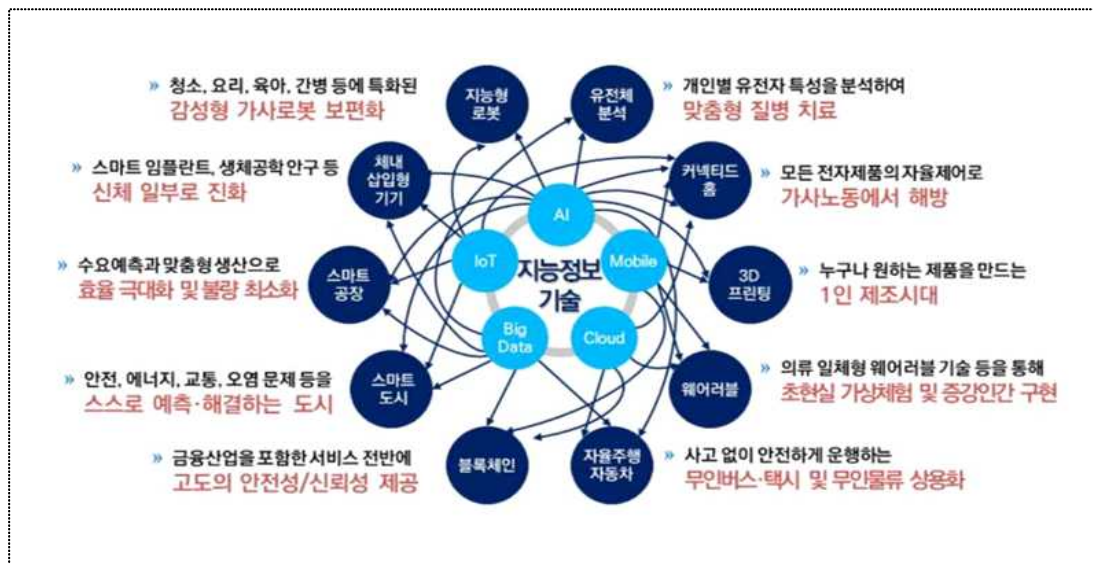 » 청소, 요리, 육아, 간병 등에 특화된
감성형 가사로봇 보편화
지능형
로봇
유전체
분석
» 개인별 유전자 특성을 분석하여
맞춤형 질병 치료
» 스마트 임플란트, 생체공학 안구 등
신체 일부로 진화
체내
삽입형
기기
커넥티드
홈
» 모든 전자제품의 자율제어로
가사노동에서 해방
AI
IoT
지능정보
기술
Mobile
Big
Data
Cloud
» 수요예측과 맞춤형 생산으로
효율 극대화 및 불량 최소화
스마트
공장
3D
프린팅
» 누구나 원하는 제품을 만드는
1인 제조시대
» 안전, 에너지, 교통, 오염 문제 등을
스스로 예측·해결하는 도시
스마트
도시
웨어러블
» 의류 일체형 웨어러블 기술 등을 통해
초현실 가상체험 및 증강인간 구현
» 금융산업을 포함한 서비스 전반에
고도의 안전성/신뢰성 제공
블록체인
자율주행
자동차
» 사고 없이 안전하게 운행하는
무인버스·택시 및 무인물류 상용화